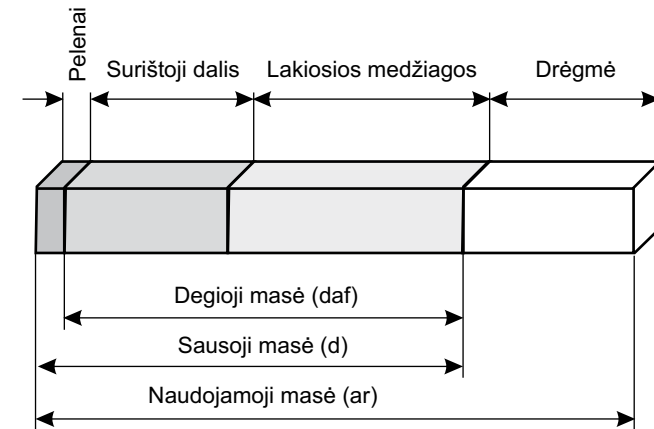 Pelenai
Surištoji dalis
Lakiosios medžiagos
Drėgmė
Degioji masė (daf)
Sausoji masė (d)
Naudojamoji masė (ar)